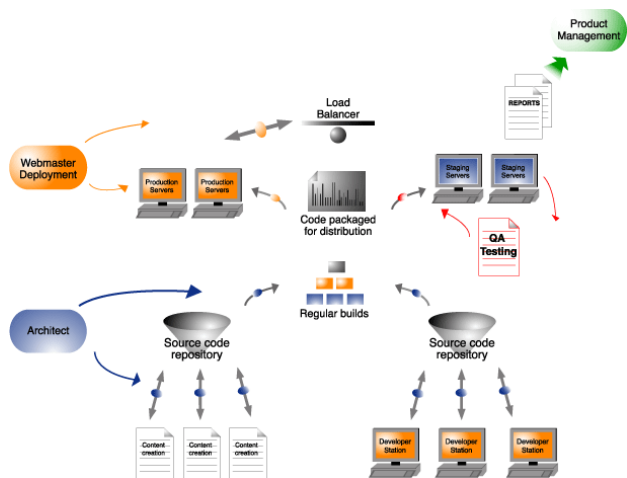 Product
Management
REPORTS
Load
Balancer
Webmaster
Deployment
Production
Servers
Production
Servers
Staging
Servers
Staging
Servers
Code packaged
for distribution
QA
Testing
Regular builds
Architect
Source code
repository
Source code
repository
Content
creation
Content
creation
Content
creation
Developer
Station
Developer
Station
Developer
Station